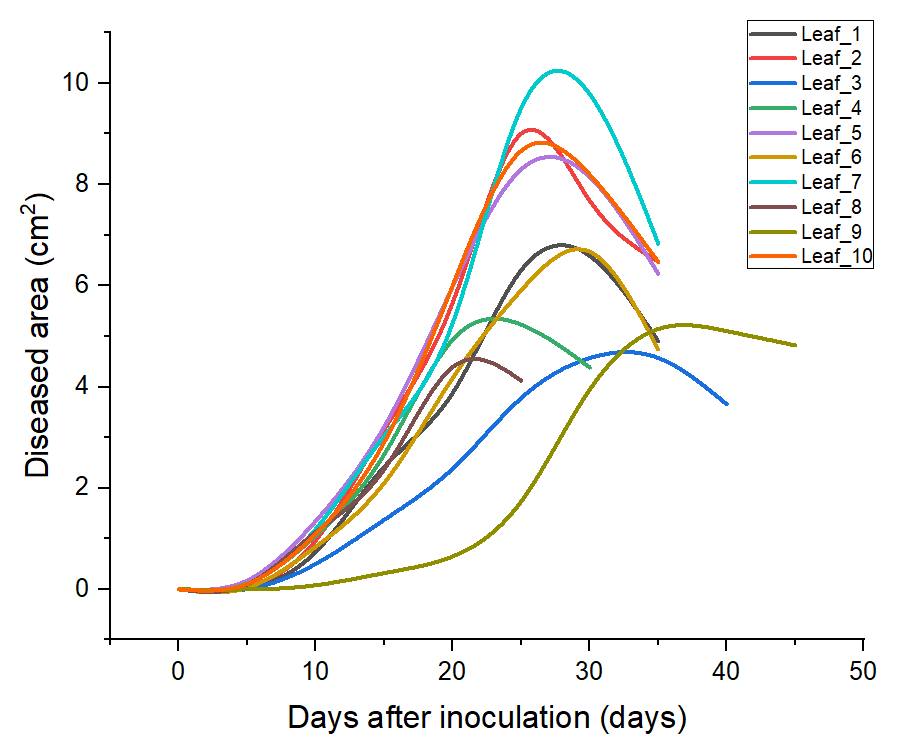 Leaf_1
Leaf_2
Leaf_3
Leaf_4
Leaf_5
Leaf_6
Leaf_7
Leaf_8
Leaf_9
Leaf_10
10
8
6
4
2
0
Diseased area (cm²)
0 10 20 30 40 50
Days after inoculation (days)